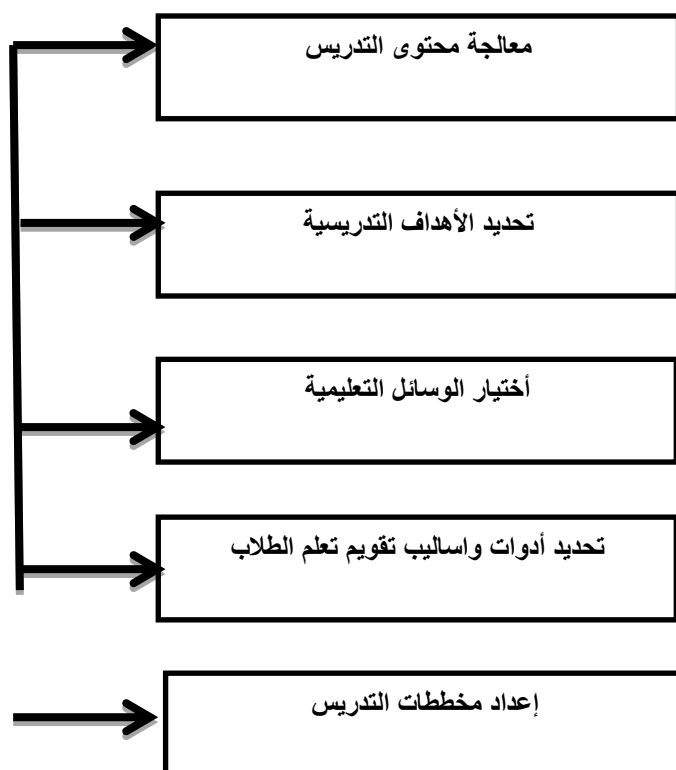 معالجة محتوى التدريس
تحديد الأهداف التدريسية
أختيار الوسائل التعليمية
تحديد أدوات واساليب تقويم تعلم الطلاب
إعداد مخططات التدريس